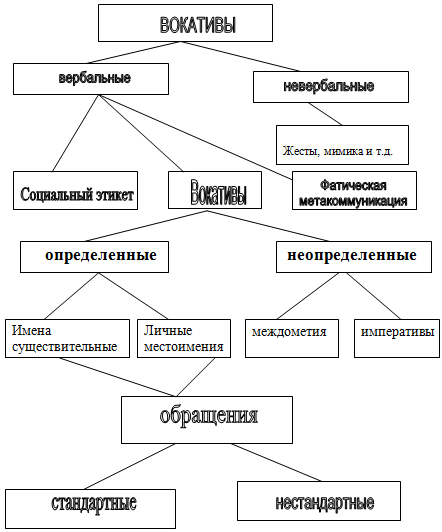 ВОКАТИВЫ
вербальные
невербальные
Жесты, мимика и т.д.
Социальный этикет
Вокативы
Фатическая
метакоммуникация
определенные
неопределенные
Имена
существительные
Личные
местоимения
междометия
императивы
обращения
стандартные
нестандартные